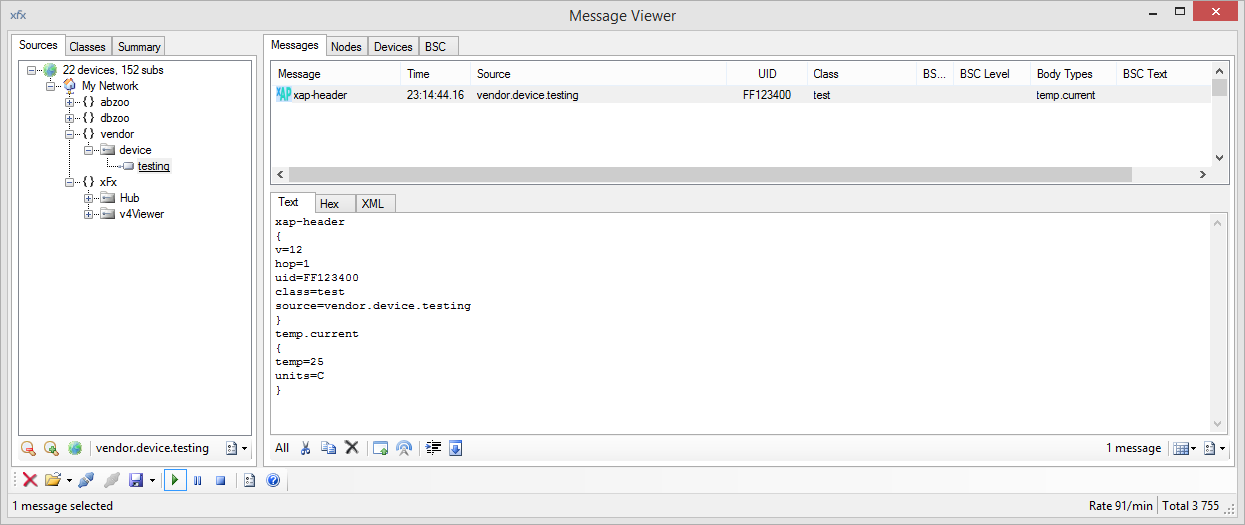 xfx
Message Viewer
Sources Classes Summary
22 devices, 152 subs
My Network
{} abzoo
{} dbzoo
{} vendor
device
testing
{} xFx
Hub
v4Viewer
vendor.device.testing
Messages Nodes Devices BSC
Message Time Source UID Class BS... BSC Level Body Types BSC Text
XAP xap-header 23:14:44.16 vendor.device.testing FF123400 test temp.current
Text Hex XML
xap-header
{
v=12
hop=1
uid=FF123400
class=test
source=vendor.device.testing
}
temp.current
{
temp=25
units=C
}
All 1 message
1 message selected Rate 91/min Total 3 755